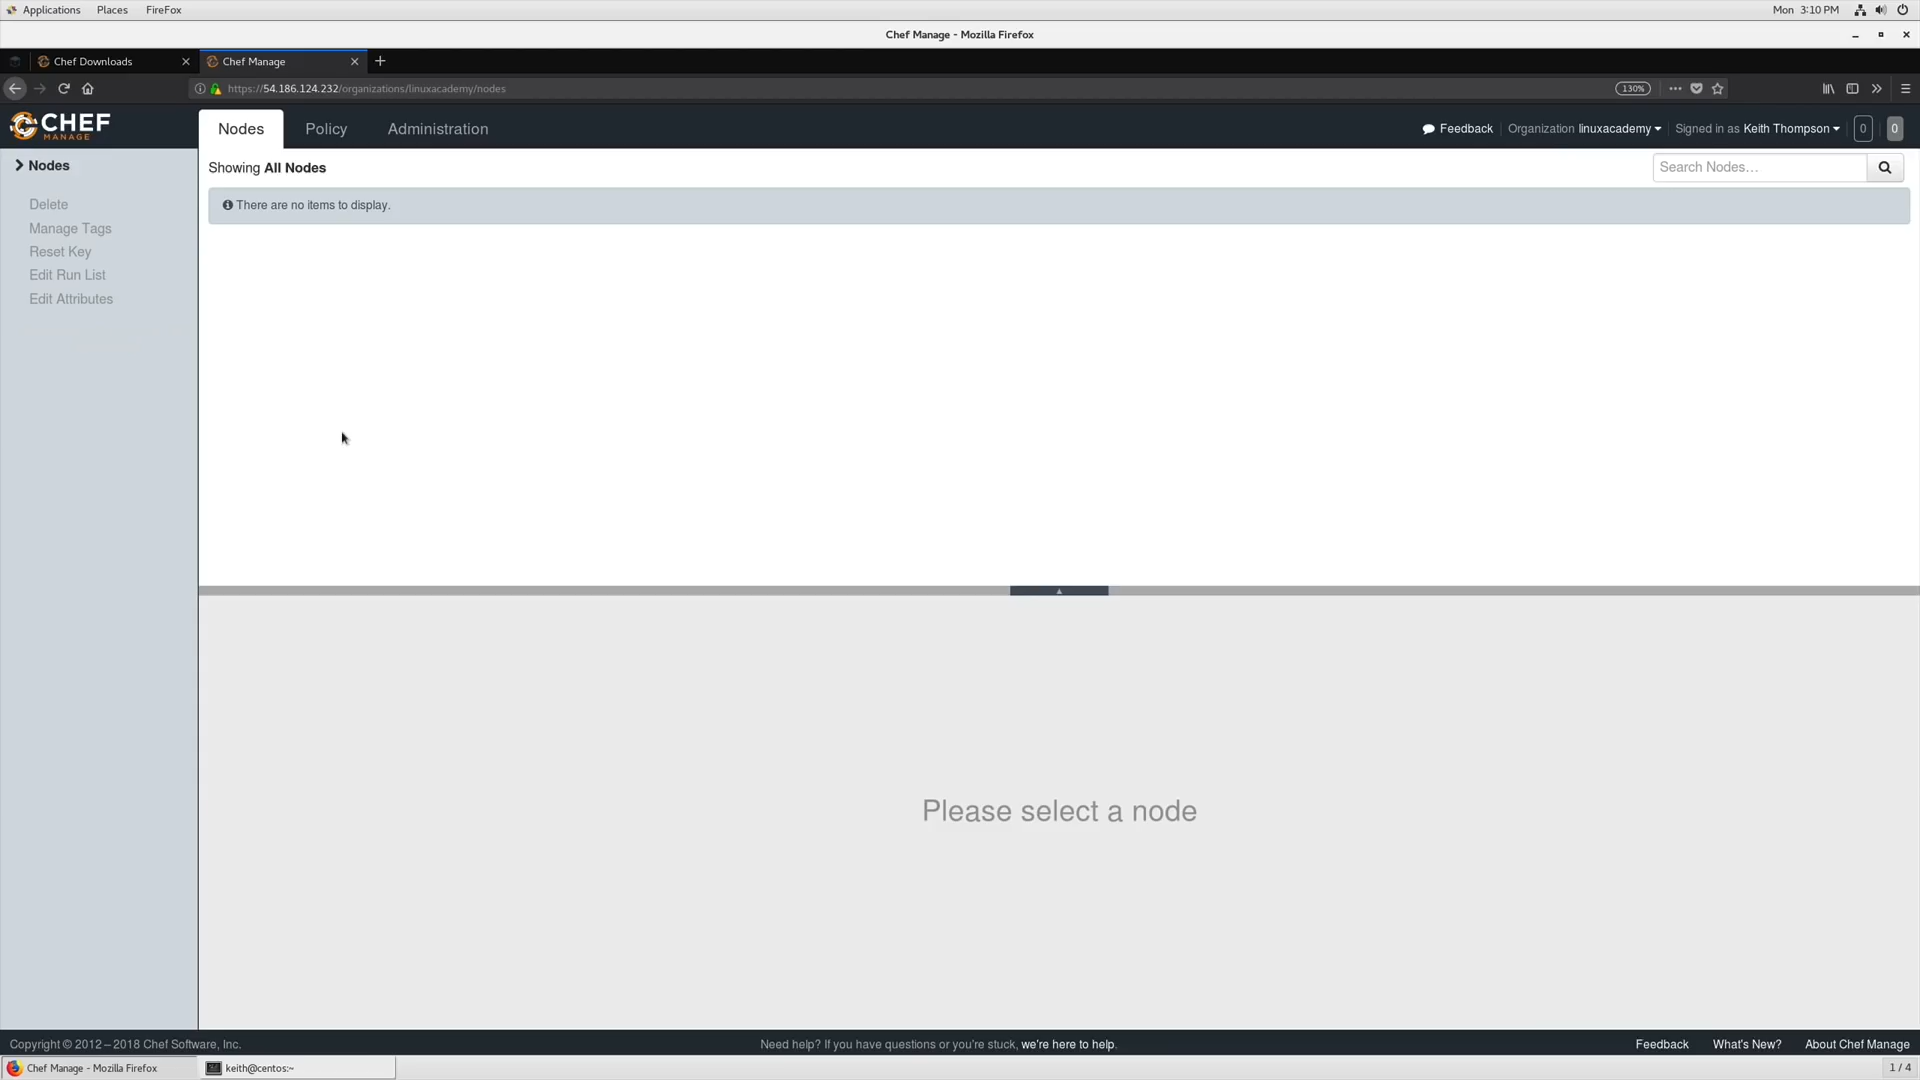 Applications Places FireFox Mon 3:10 PM
Chef Manage - Mozilla Firefox
Chef Downloads Chef Manage
https://54.186.124.232/organizations/linuxacademy/nodes 130%
CHEF
MANAGE
Nodes Policy Administration Feedback Organization linuxacademy Signed in as Keith Thompson 0 0
Nodes
Showing All Nodes Search Nodes...
There are no items to display.
Delete
Manage Tags
Reset Key
Edit Run List
Edit Attributes
Please select a node
Copyright © 2012 – 2018 Chef Software, Inc. Need help? If you have questions or you're stuck, we're here to help. Feedback What's New? About Chef Manage
Chef Manage - Mozilla Firefox keith@centos:~ 1 / 4